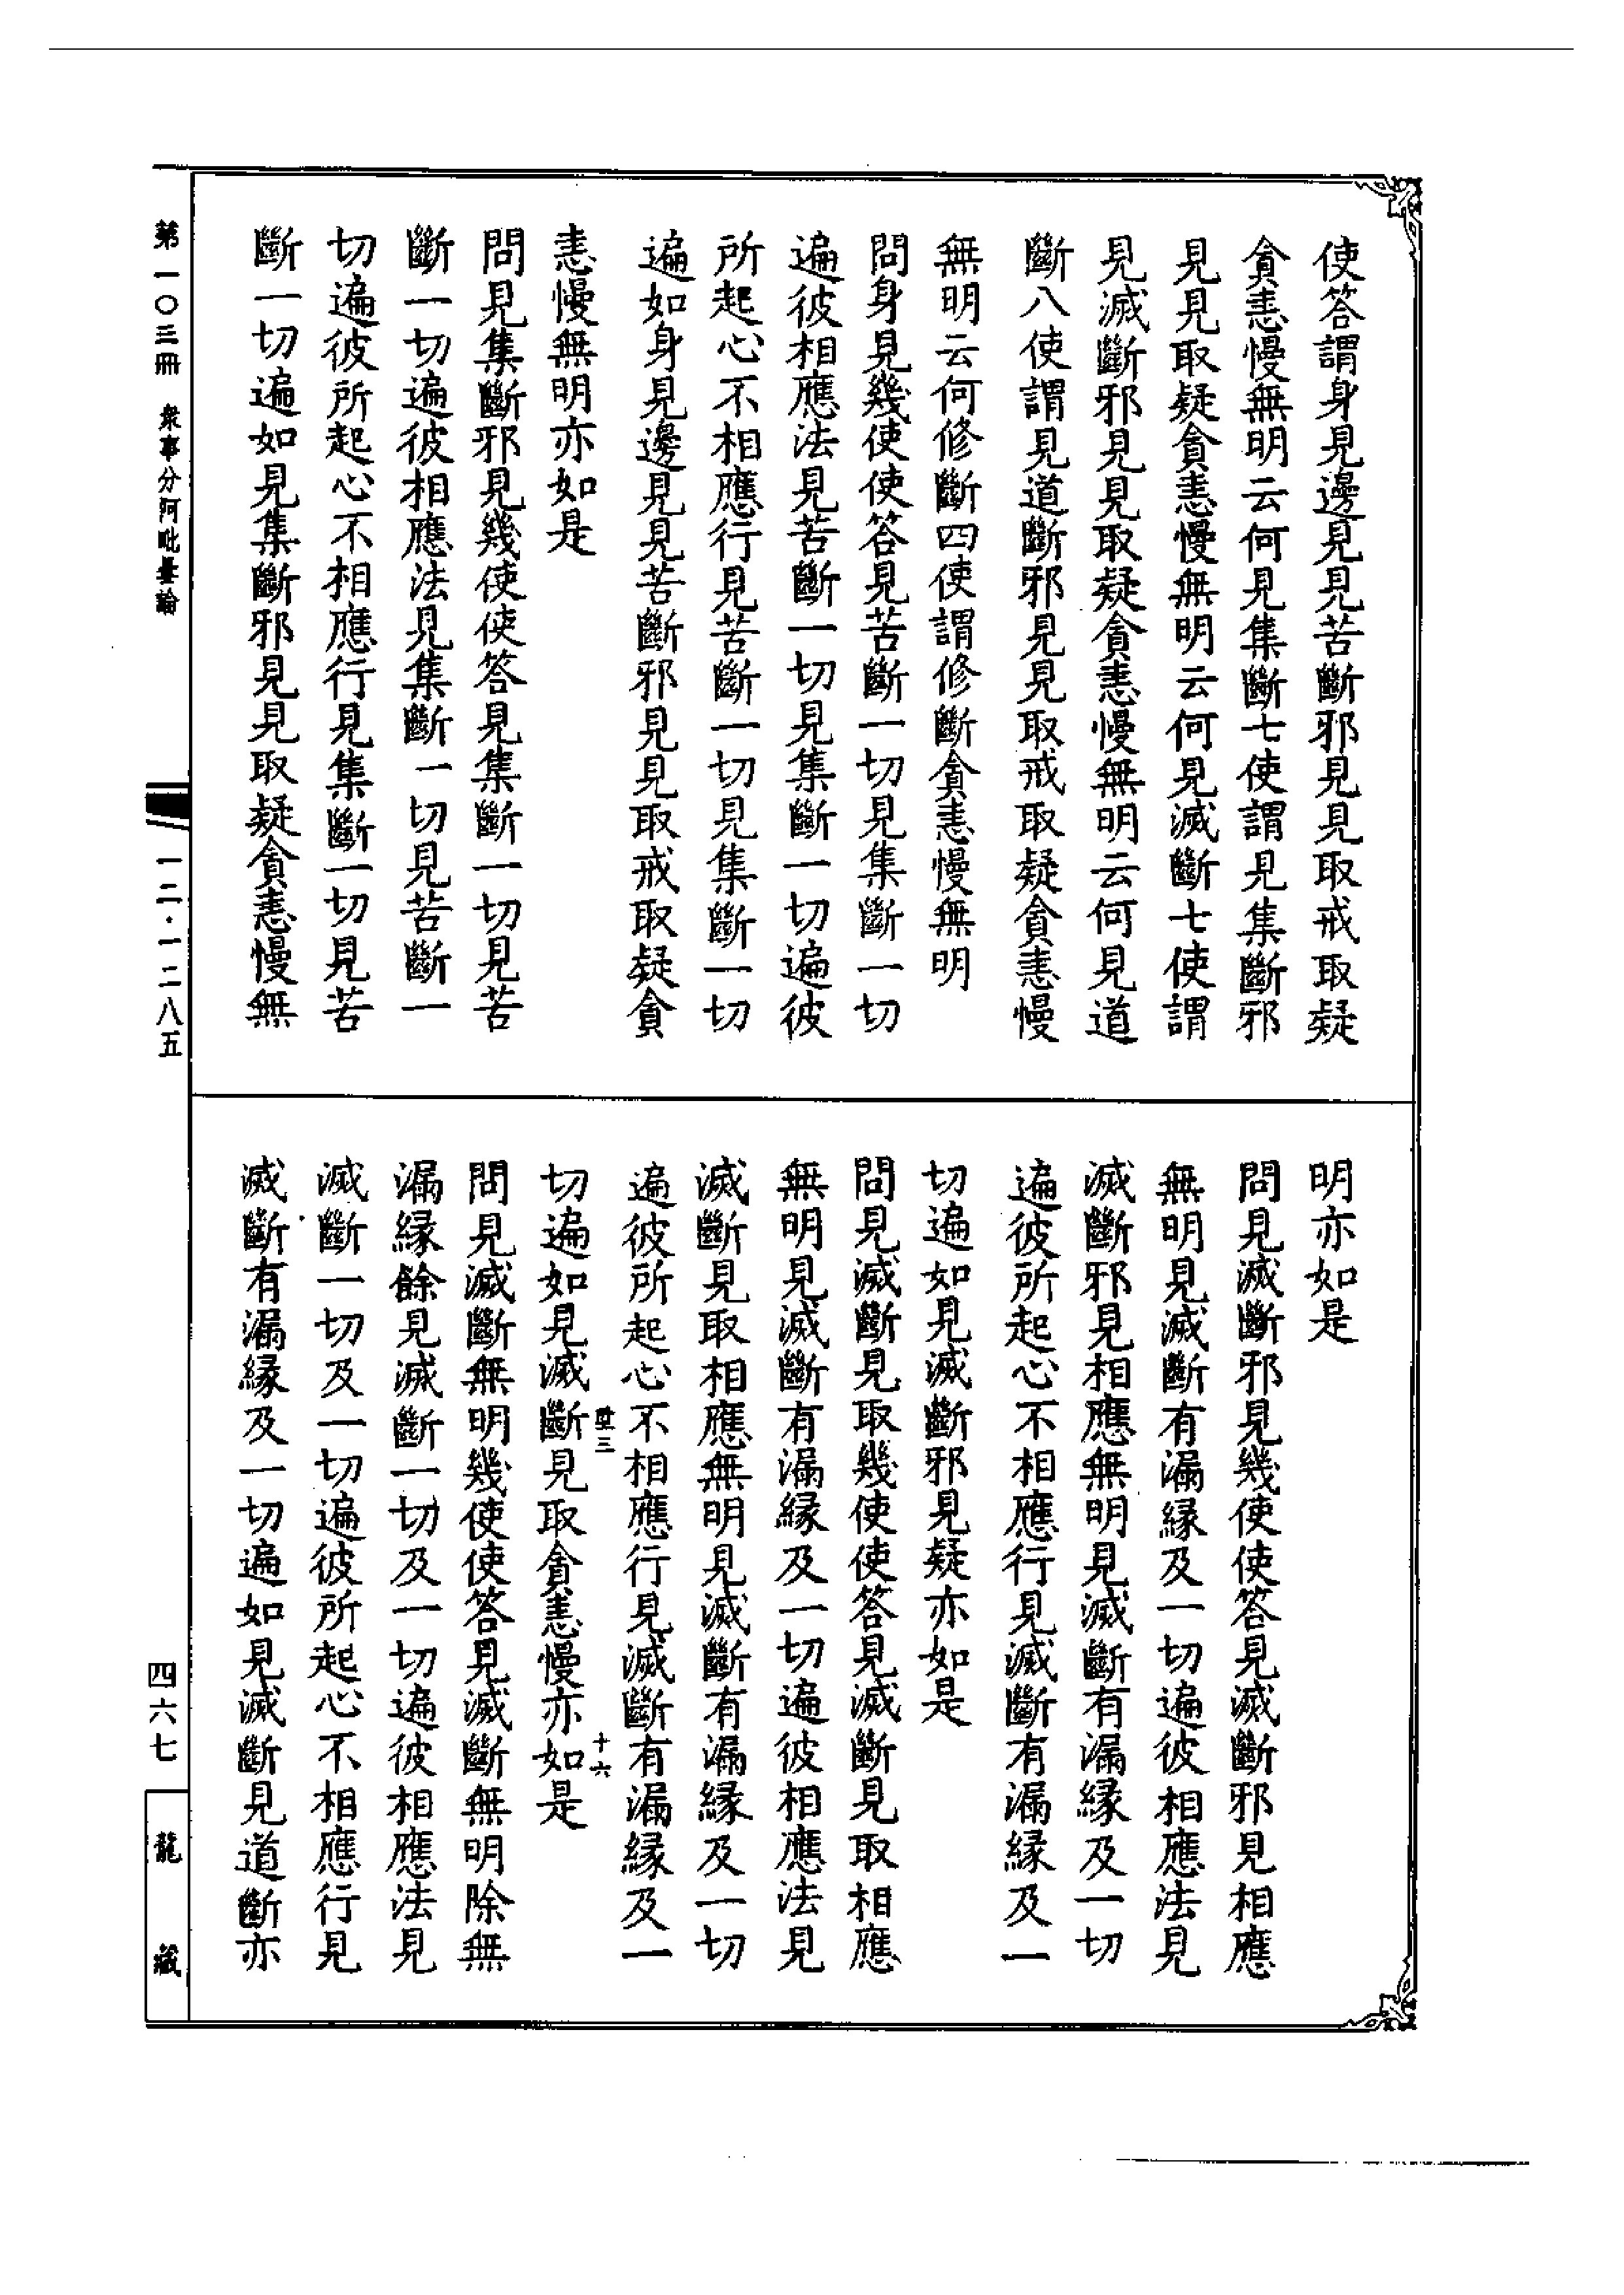 使答謂身見邊見見苦斷邪見見取戒取疑
貪恚慢無明云何見集斷七使謂見集斷邪
見見取疑貪恚慢無明云何見滅斷七使謂
見滅斷邪見見取疑貪恚慢無明云何見道
斷八使謂見道斷邪見見取戒取疑貪恚慢
無明云何修斷四使謂修斷貪恚慢無明
問身見幾使使答見苦斷一切見集斷一切
遍彼相應法見苦斷一切見集斷一切遍彼
所起心不相應行見苦斷一切見集斷一切
遍如身見邊見見苦斷邪見見取戒取疑貪
恚慢無明亦如是
問見集斷邪見幾使使答見集斷一切見苦
斷一切遍彼相應法見集斷一切見苦斷一
切遍彼所起心不相應行見集斷一切見苦
斷一切遍如見集斷邪見見取疑貪恚慢無
明亦如是
問見滅斷邪見幾使使答見滅斷邪見相應
無明見滅斷有漏緣及一切遍彼相應法見
滅斷邪見相應無明見滅斷有漏緣及一切
遍彼所起心不相應行見滅斷有漏緣及一
切遍如見滅斷邪見疑亦如是
問見滅斷見取幾使使答見滅斷見取相應
無明見滅斷有漏緣及一切遍彼相應法見
滅斷見取相應無明見滅斷有漏緣及一切
遍彼所起心不相應行見滅斷有漏緣及一
三 十六
切遍如見滅斷見取貪恚慢亦如是
問見滅斷無明幾使使答見滅斷無明除無
漏緣餘見滅斷一切及一切遍彼相應法見
滅斷一切及一切遍彼所起心不相應行見
滅斷有漏緣及一切遍如見滅斷見道斷亦
第一〇三冊 衆事分阿毗曇論 一二·一二八五 四六七 龍藏